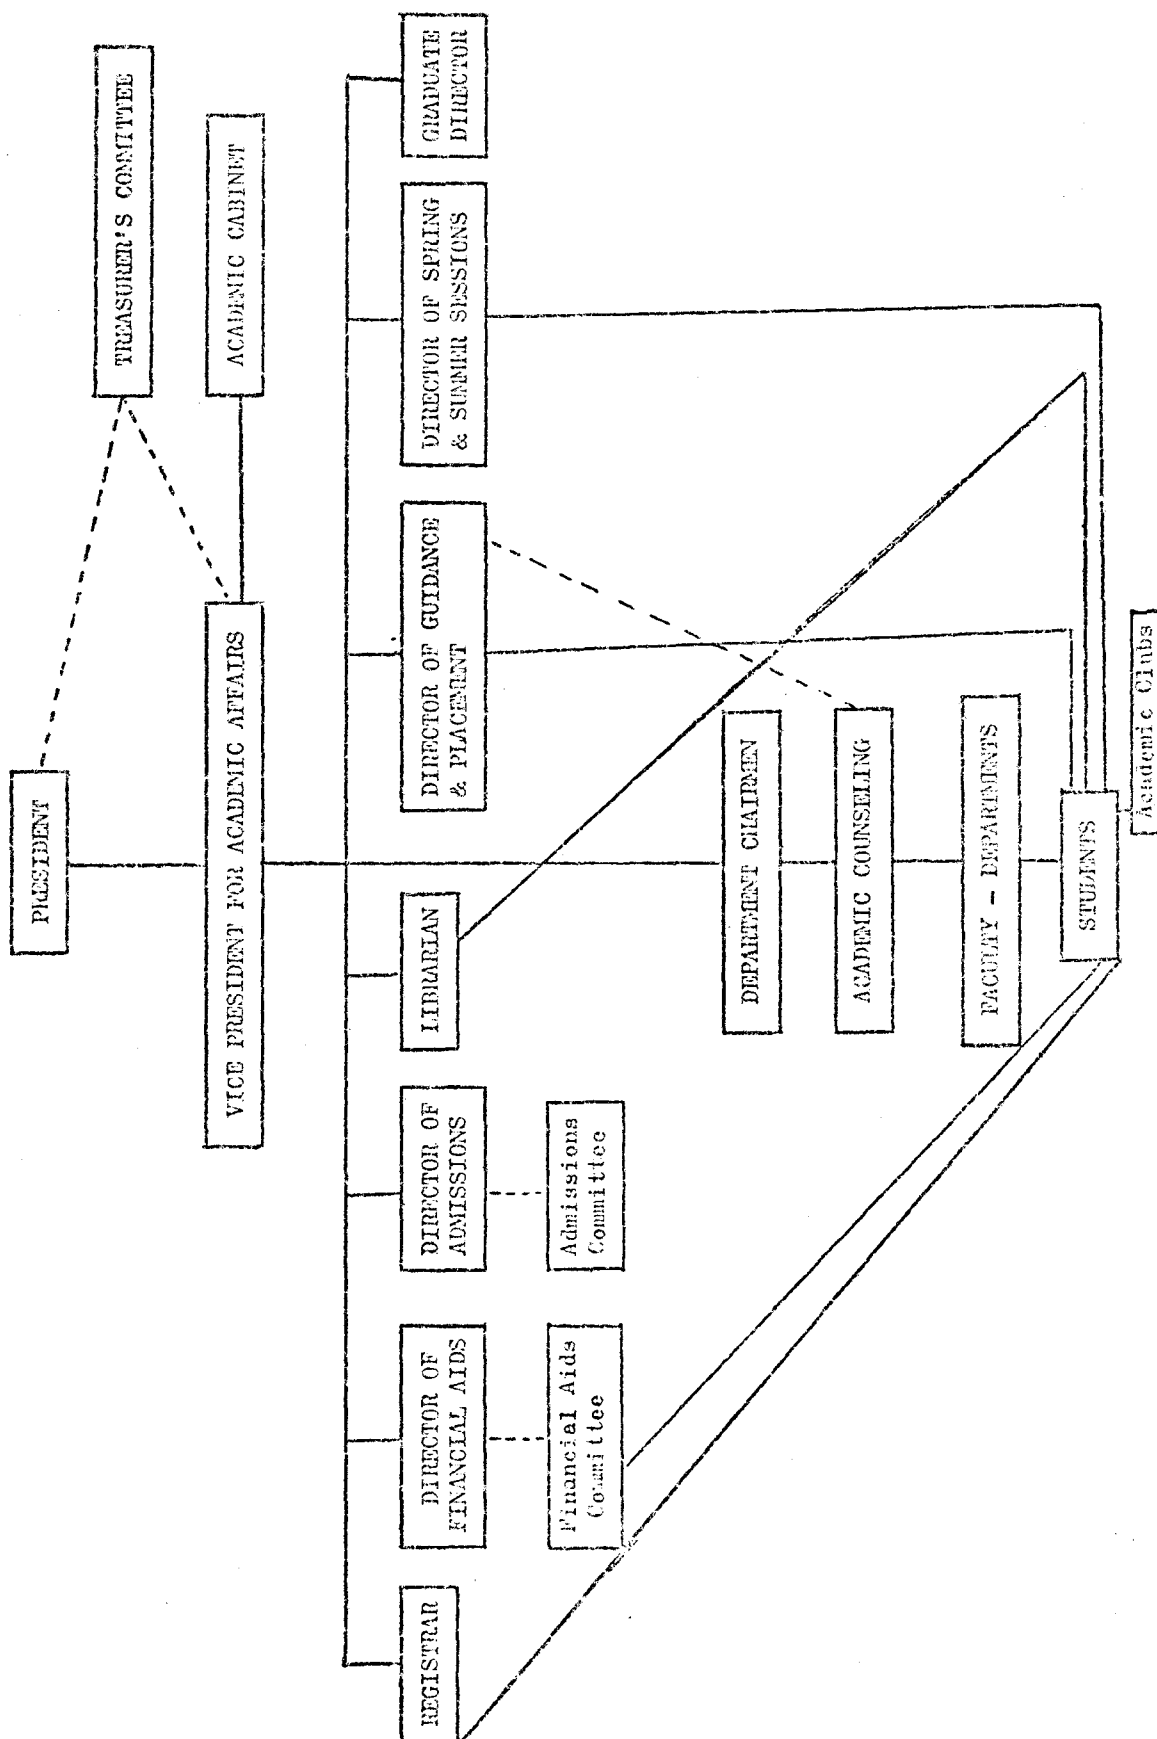 PRESIDENT
TREASURER'S COMMITTEE
VICE PRESIDENT FOR ACADEMIC AFFAIRS
ACADEMIC CABINET
REGISTRAR
DIRECTOR OF
FINANCIAL AIDS
DIRECTOR OF
ADMISSIONS
LIBRARIAN
DIRECTOR OF GUIDANCE
& PLACEMENT
DIRECTOR OF SPRING
& SUMMER SESSIONS
GRADUATE
DIRECTOR
Financial Aids
Committee
Admissions
Committee
DEPARTMENT CHAIRMEN
ACADEMIC COUNSELING
FACULTY - DEPARTMENTS
STUDENTS
Academic Clubs